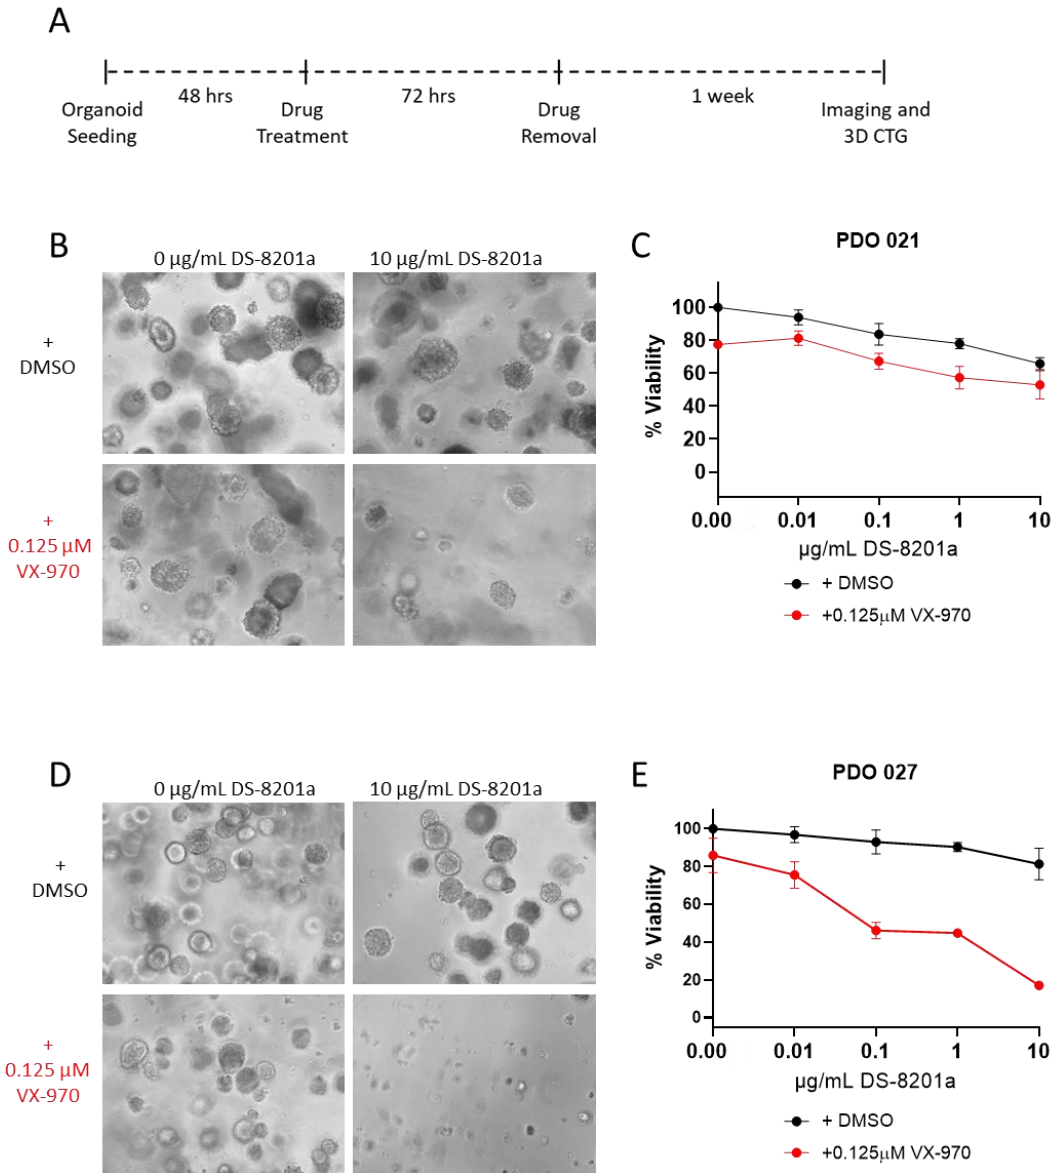 A
48 hrs
72 hrs
1 week
Organoid
Seeding
Drug
Treatment
Drug
Removal
Imaging and
3D CTG
B
0 µg/mL DS-8201a
10 µg/mL DS-8201a
+
DMSO
+
0.125 µM
VX-970
C
PDO 021
% Viability
100
80
60
40
20
0
0.00
0.01
0.1
1
10
µg/mL DS-8201a
+ DMSO
+0.125µM VX-970
D
0 µg/mL DS-8201a
10 µg/mL DS-8201a
+
DMSO
+
0.125 µM
VX-970
E
PDO 027
% Viability
100
80
60
40
20
0
0.00
0.01
0.1
1
10
µg/mL DS-8201a
+ DMSO
+0.125µM VX-970